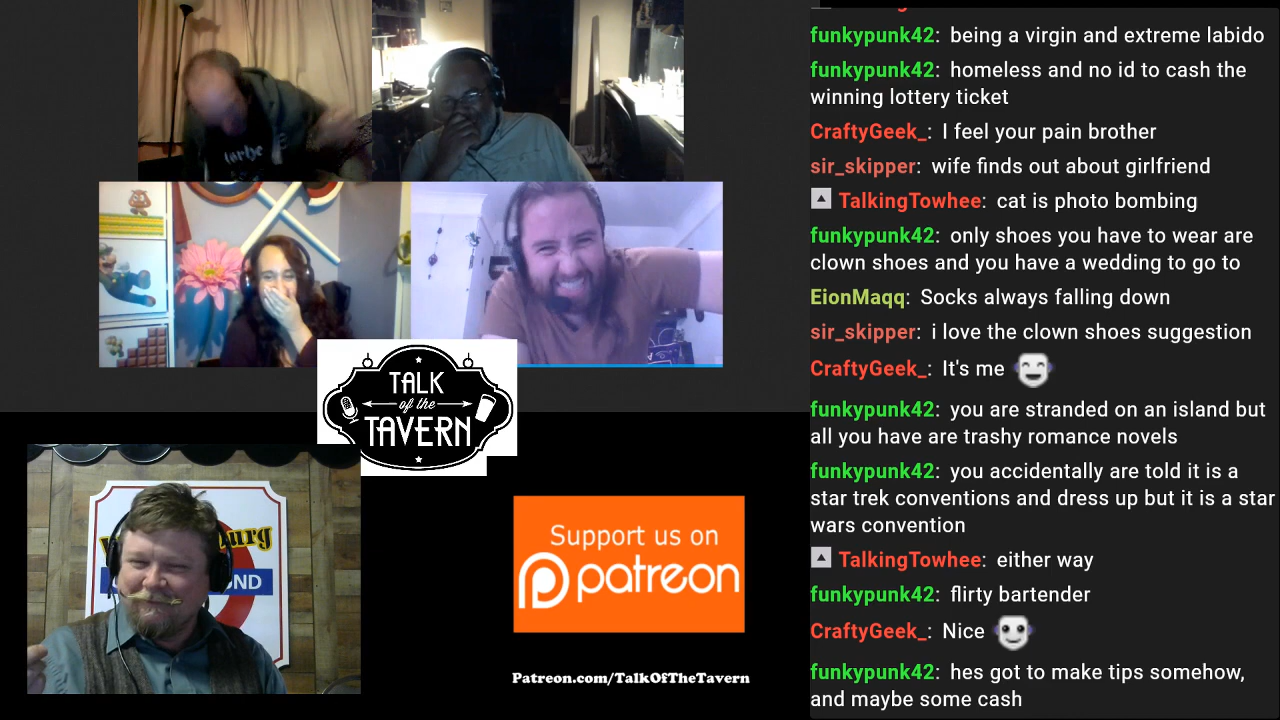 funkypunk42: being a virgin and extreme labido
funkypunk42: homeless and no id to cash the
winning lottery ticket
CraftyGeek_: I feel your pain brother
sir_skipper: wife finds out about girlfriend
TalkingTowhee: cat is photo bombing
funkypunk42: only shoes you have to wear are
clown shoes and you have a wedding to go to
EionMaqq: Socks always falling down
sir_skipper: i love the clown shoes suggestion
CraftyGeek_: It's me
funkypunk42: you are stranded on an island but
all you have are trashy romance novels
funkypunk42: you accidentally are told it is a
star trek conventions and dress up but it is a star
wars convention
TalkingTowhee: either way
funkypunk42: flirty bartender
CraftyGeek_: Nice
funkypunk42: hes got to make tips somehow,
and maybe some cash
TALK
of the
TAVERN
Support us on
patreon
Patreon.com/TalkOfTheTavern